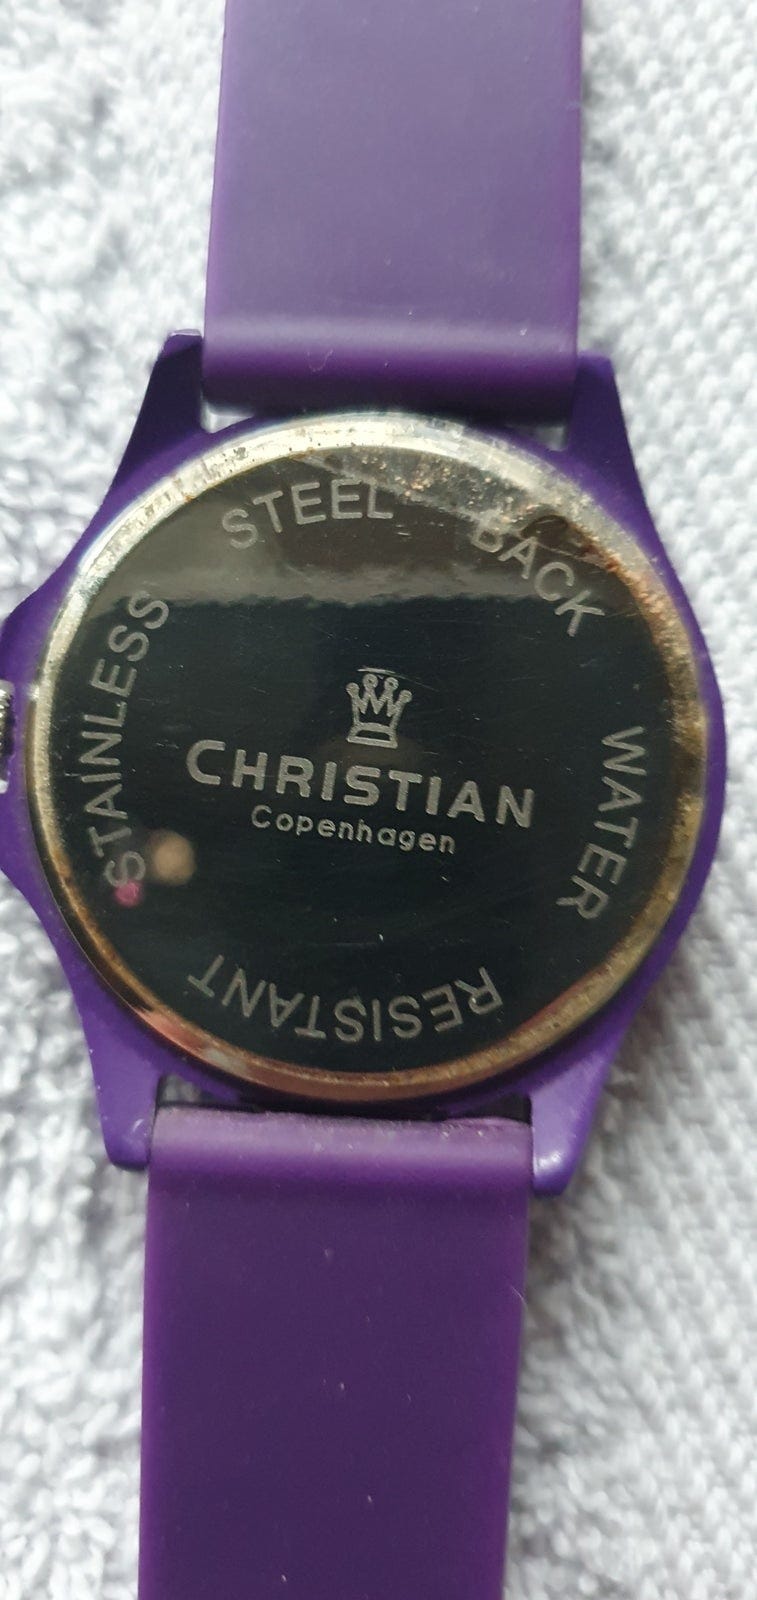 CHRISTIAN
Copenhagen
STAINLESS STEEL BACK WATER RESISTANT